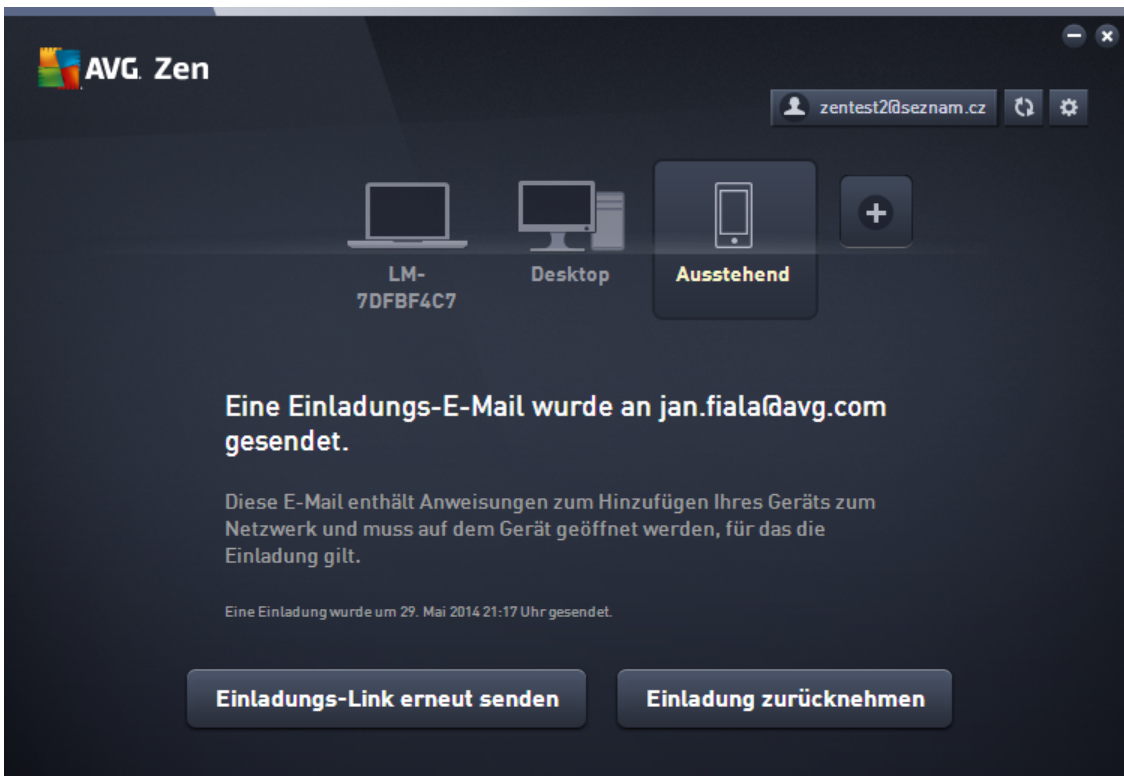 AVG. Zen
zentest2@seznam.cz
LM-
7DFBF4C7
Desktop
Ausstehend
Eine Einladungs-E-Mail wurde an jan.fiala@avg.com
gesendet.
Diese E-Mail enthält Anweisungen zum Hinzufügen Ihres Geräts zum
Netzwerk und muss auf dem Gerät geöffnet werden, für das die
Einladung gilt.
Eine Einladung wurde um 29. Mai 2014 21:17 Uhr gesendet.
Einladungs-Link erneut senden
Einladung zurücknehmen